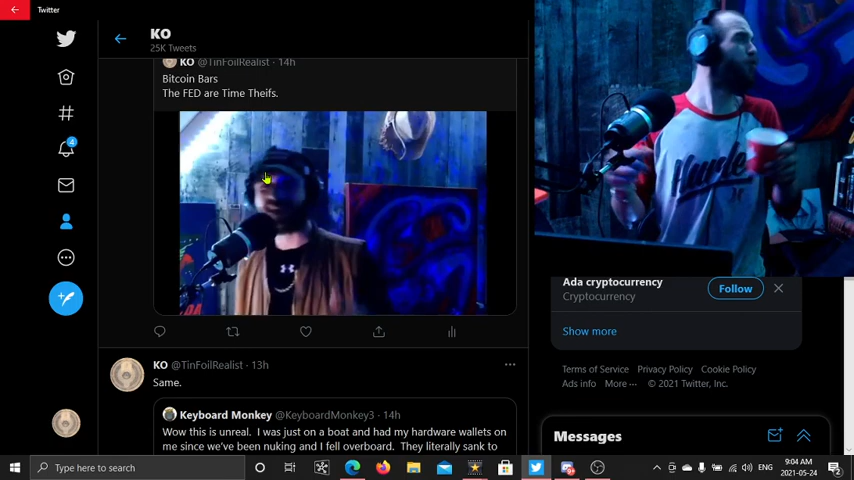 Twitter
KO
25K Tweets
KO @TinFoilRealist · 14h
Bitcoin Bars
The FED are Time Theifs.
4
KO @TinFoilRealist · 13h
Same.
Keyboard Monkey @KeyboardMonkey3 · 14h
Wow this is unreal. I was just on a boat and had my hardware wallets on
me since we've been nuking and I fell overboard. They literally sank to
Hurley
Ada cryptocurrency
Cryptocurrency
Follow
Show more
Terms of Service Privacy Policy Cookie Policy
Ads info More ··· © 2021 Twitter, Inc.
Messages
Type here to search
ENG
9:04 AM
2021-05-24
2